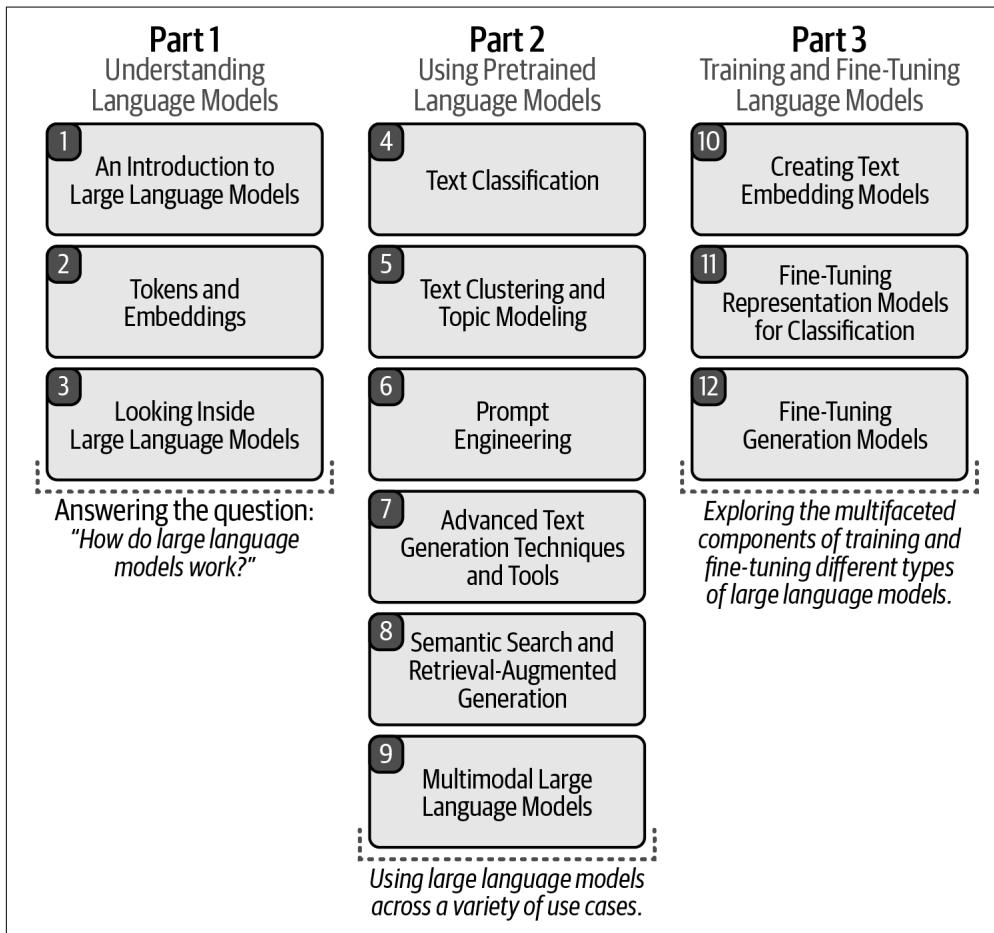 Part 1
Understanding
Language Models
1
An Introduction to
Large Language Models
2
Tokens and
Embeddings
3
Looking Inside
Large Language Models
Answering the question:
“How do large language
models work?”
Part 2
Using Pretrained
Language Models
4
Text Classification
5
Text Clustering and
Topic Modeling
6
Prompt
Engineering
7
Advanced Text
Generation Techniques
and Tools
8
Semantic Search and
Retrieval-Augmented
Generation
9
Multimodal Large
Language Models
Using large language models
across a variety of use cases.
Part 3
Training and Fine-Tuning
Language Models
10
Creating Text
Embedding Models
11
Fine-Tuning
Representation Models
for Classification
12
Fine-Tuning
Generation Models
Exploring the multifaceted
components of training and
fine-tuning different types
of large language models.